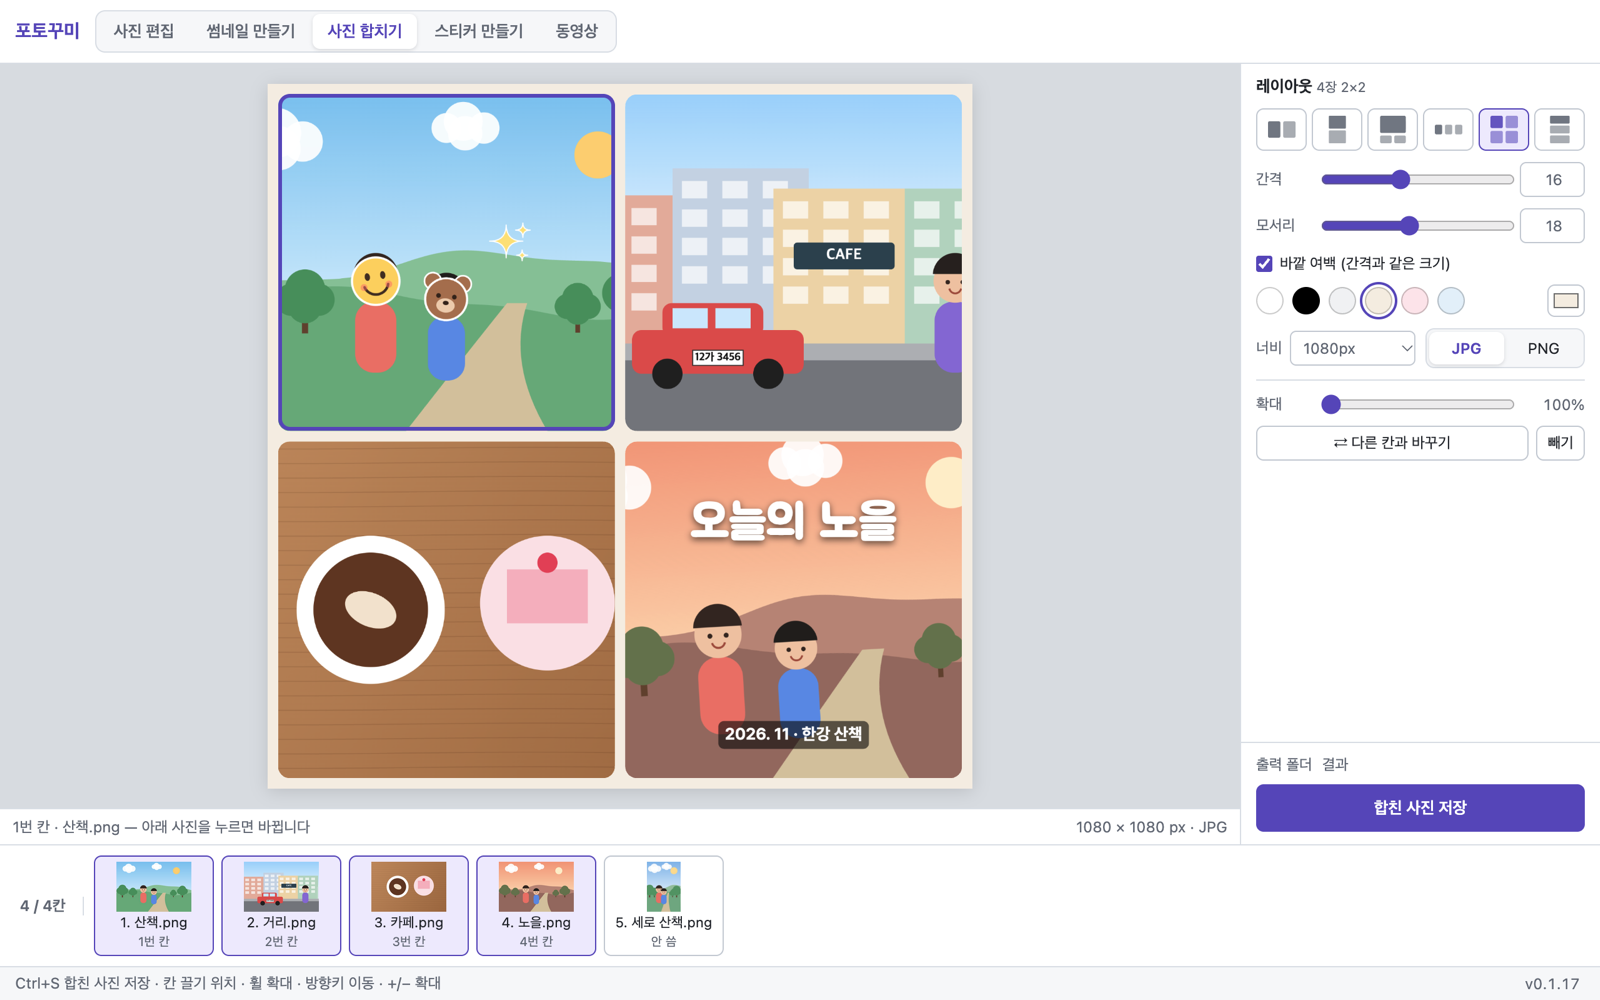 포토꾸미
사진 편집
썸네일 만들기
사진 합치기
스티커 만들기
동영상
CAFE
12가 3456
오늘의 노을
2026. 11 · 한강 산책
레이아웃 4장 2×2
간격 16
모서리 18
바깥 여백 (간격과 같은 크기)
너비 1080px JPG PNG
확대 100%
⇄ 다른 칸과 바꾸기 빼기
출력 폴더 결과
합친 사진 저장
1번 칸 · 산책.png — 아래 사진을 누르면 바뀝니다
1080 × 1080 px · JPG
4 / 4칸
1. 산책.png
1번 칸
2. 거리.png
2번 칸
3. 카페.png
3번 칸
4. 노을.png
4번 칸
5. 세로 산책.png
안 씀
Ctrl+S 합친 사진 저장 · 칸 끌기 위치 · 휠 확대 · 방향키 이동 · +/− 확대
v0.1.17